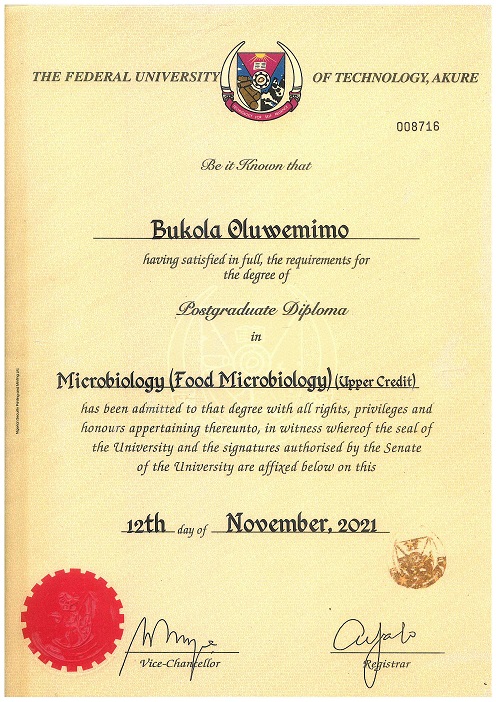 THE FEDERAL UNIVERSITY OF TECHNOLOGY, AKURE
008716
Be it Known that
Bukola Oluwemimo
having satisfied in full, the requirements for
the degree of
Postgraduate Diploma
in
Microbiology (Food Microbiology) (Upper Credit)
has been admitted to that degree with all rights, privileges and
honours appertaining thereunto, in witness whereof the seal of
the University and the signatures authorised by the Senate
of the University are affixed below on this
12th day of November, 2021
Vice-Chancellor
Registrar